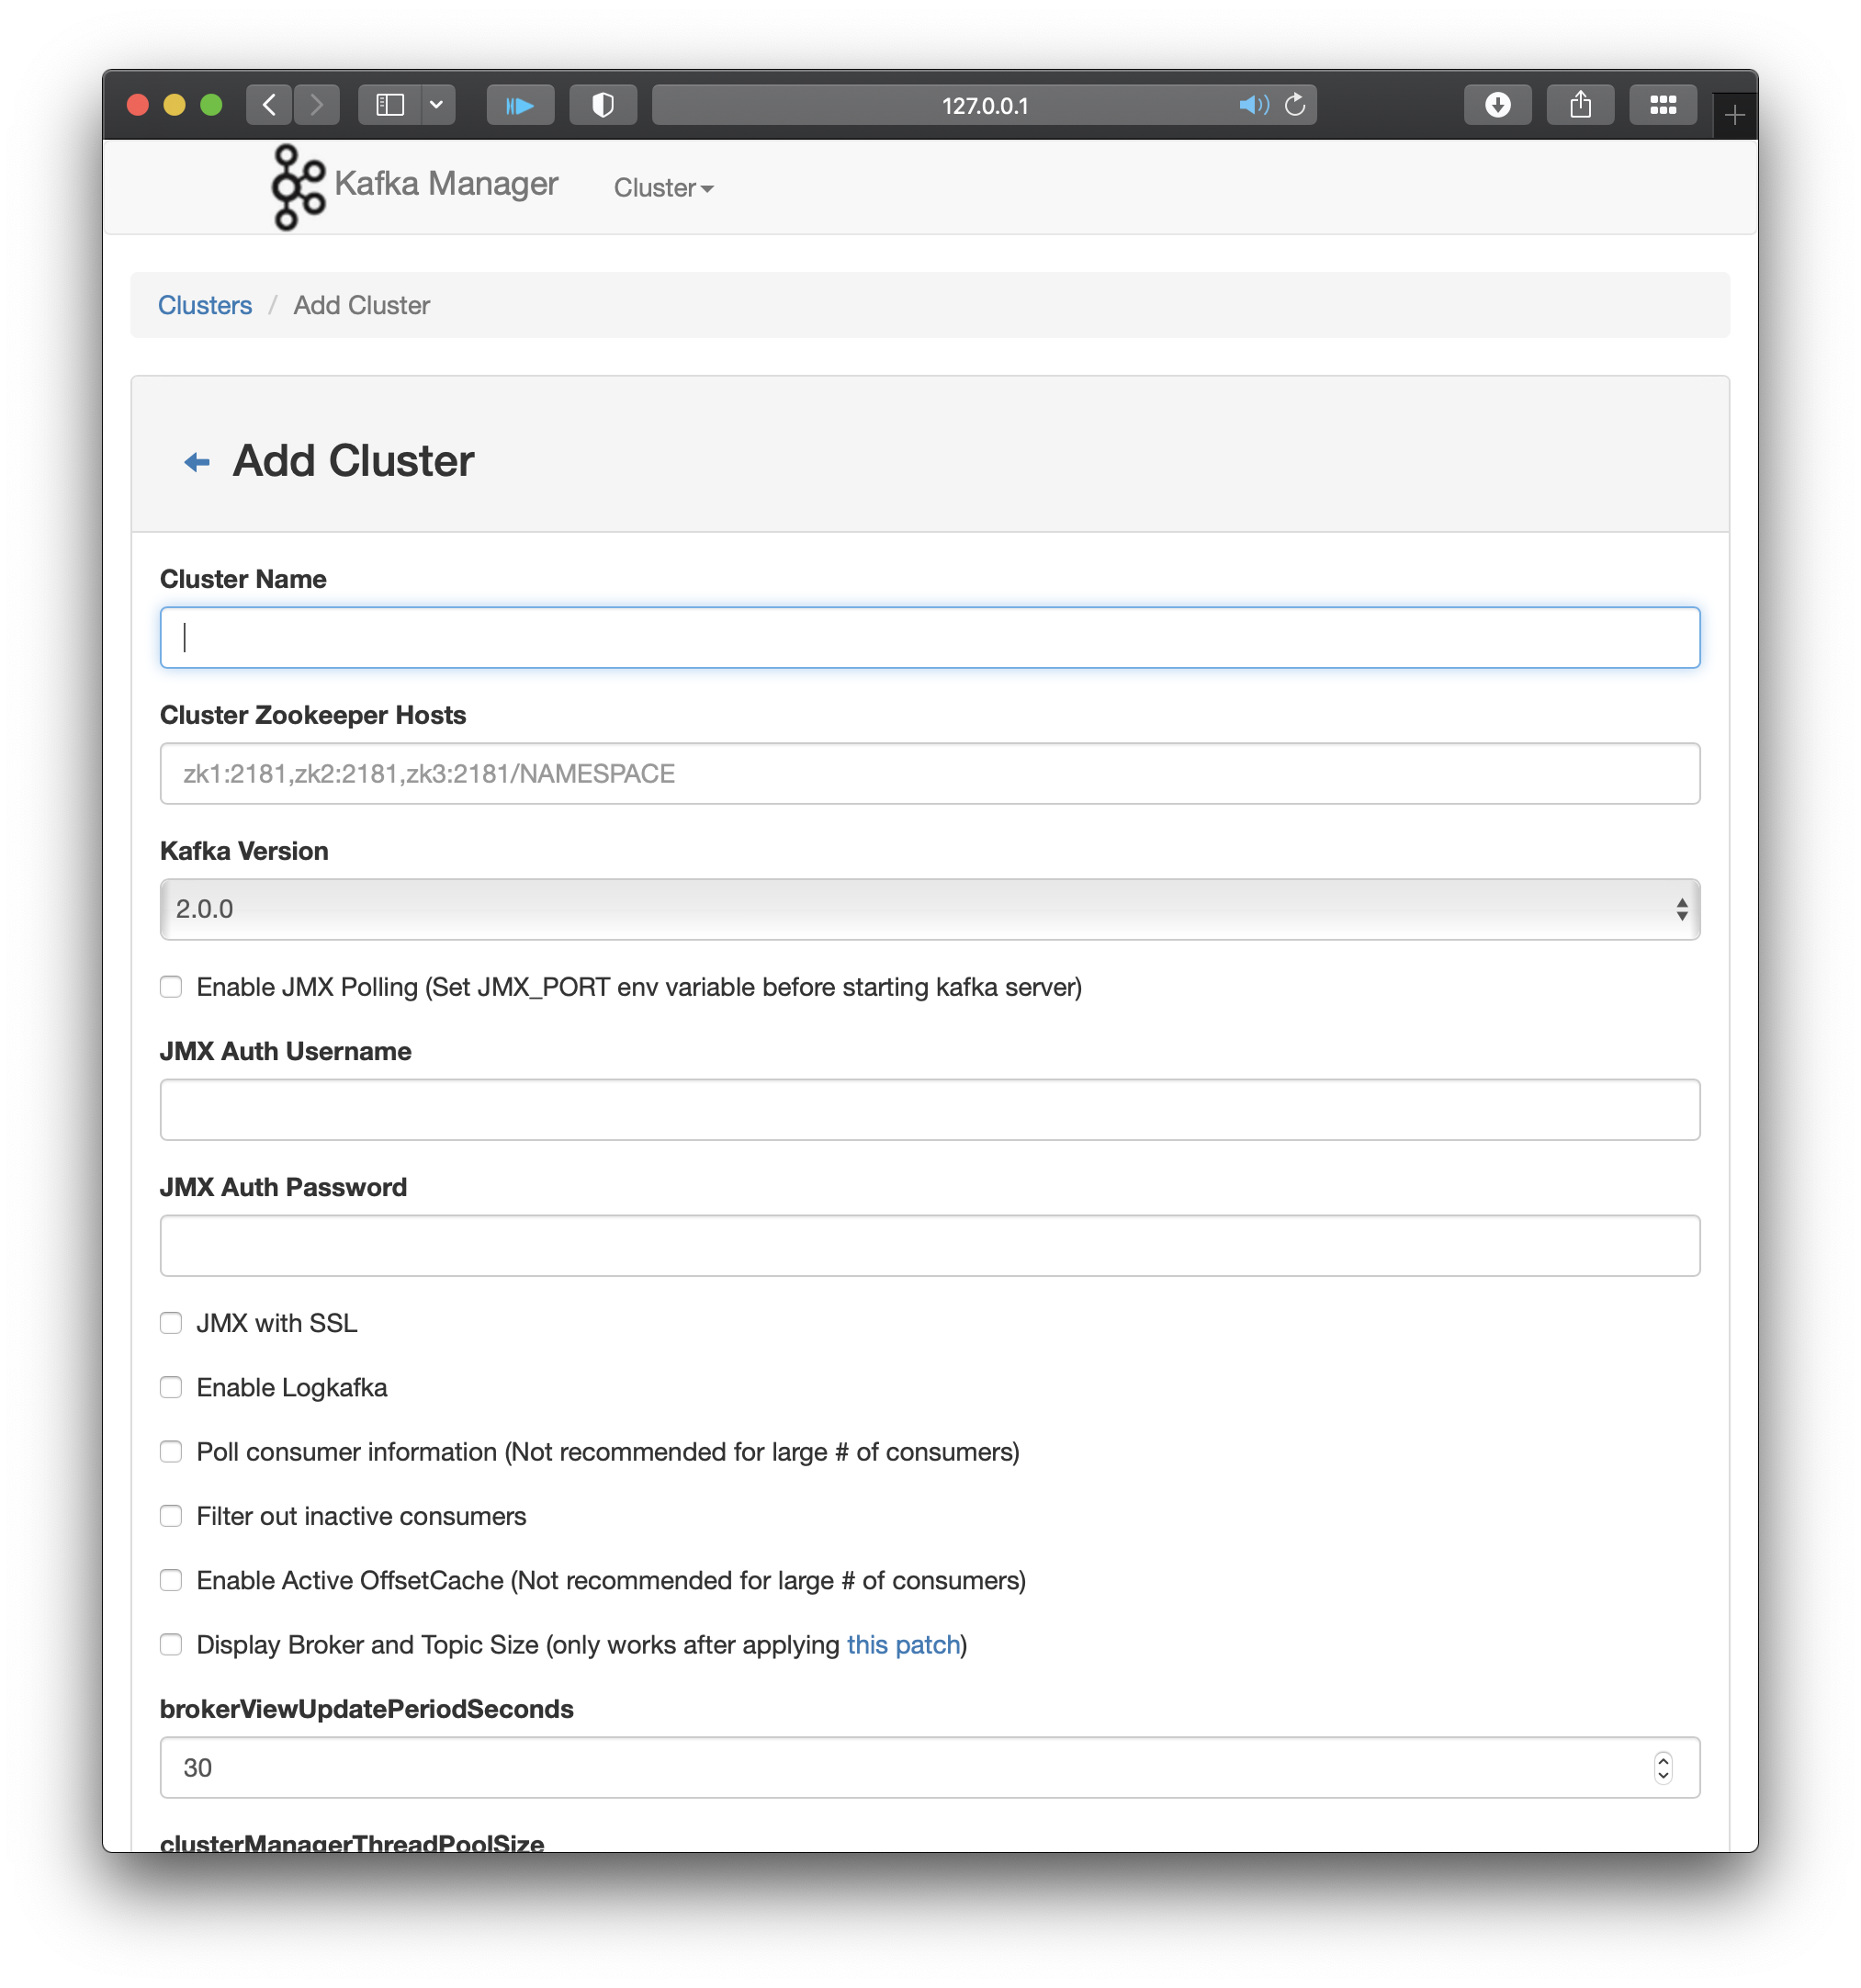 127.0.0.1
Kafka Manager Cluster
Clusters / Add Cluster
Add Cluster
Cluster Name
Cluster Zookeeper Hosts
zk1:2181,zk2:2181,zk3:2181/NAMESPACE
Kafka Version
2.0.0
Enable JMX Polling (Set JMX_PORT env variable before starting kafka server)
JMX Auth Username
JMX Auth Password
JMX with SSL
Enable Logkafka
Poll consumer information (Not recommended for large # of consumers)
Filter out inactive consumers
Enable Active OffsetCache (Not recommended for large # of consumers)
Display Broker and Topic Size (only works after applying this patch)
brokerViewUpdatePeriodSeconds
30
clusterManagerThreadPoolSize